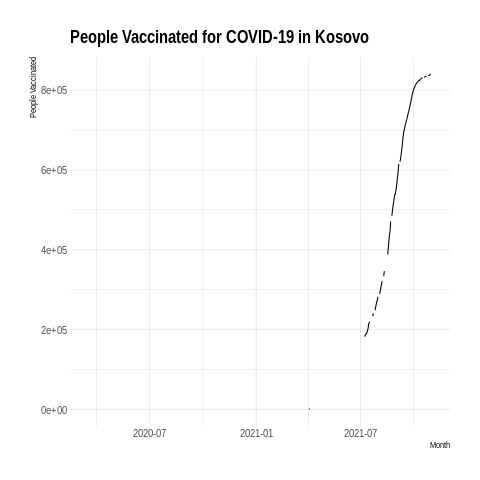 People Vaccinated for COVID-19 in Kosovo
People Vaccinated
8e+05
6e+05
4e+05
2e+05
0e+00
2020-07
2021-01
2021-07
Month